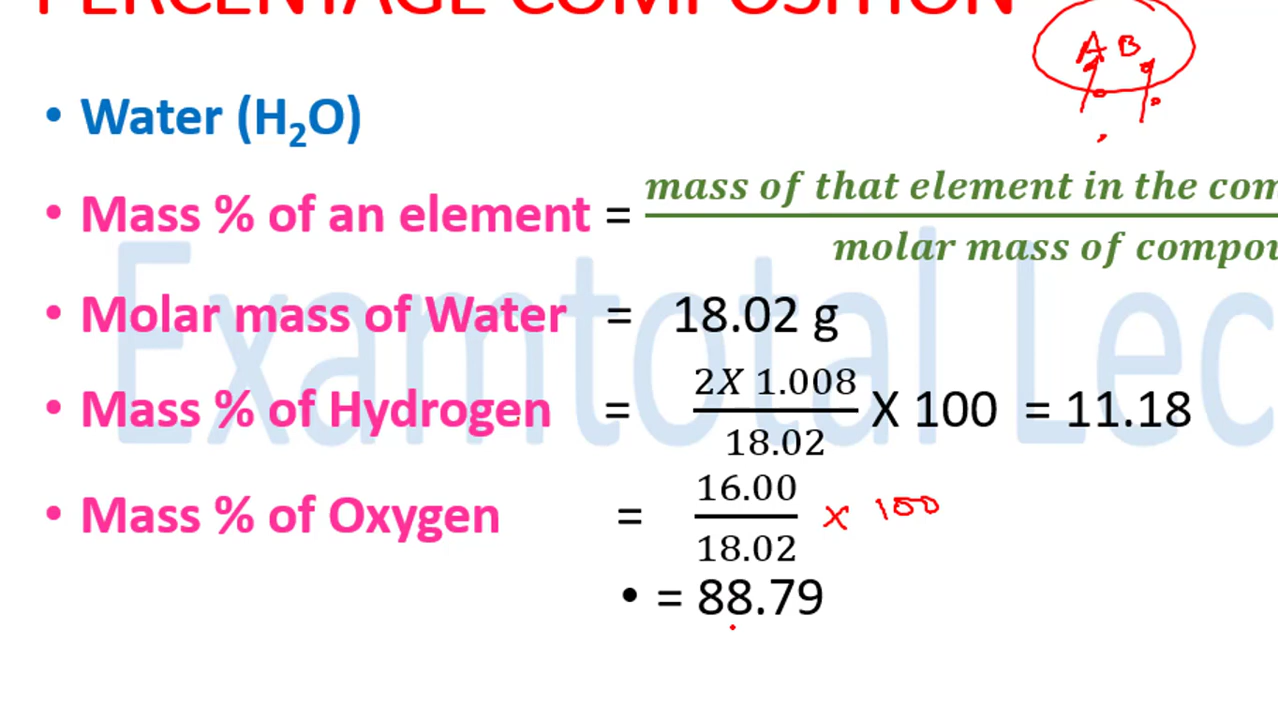 PERCENTAGE COMPOSITION
A B
• Water (H₂O)
• Mass % of an element = mass of that element in the com
molar mass of compou
• Molar mass of Water = 18.02 g
• Mass % of Hydrogen = 2X 1.008 / 18.02 X 100 = 11.18
• Mass % of Oxygen = 16.00 / 18.02 x 100
• = 88.79
Examtotal Lec